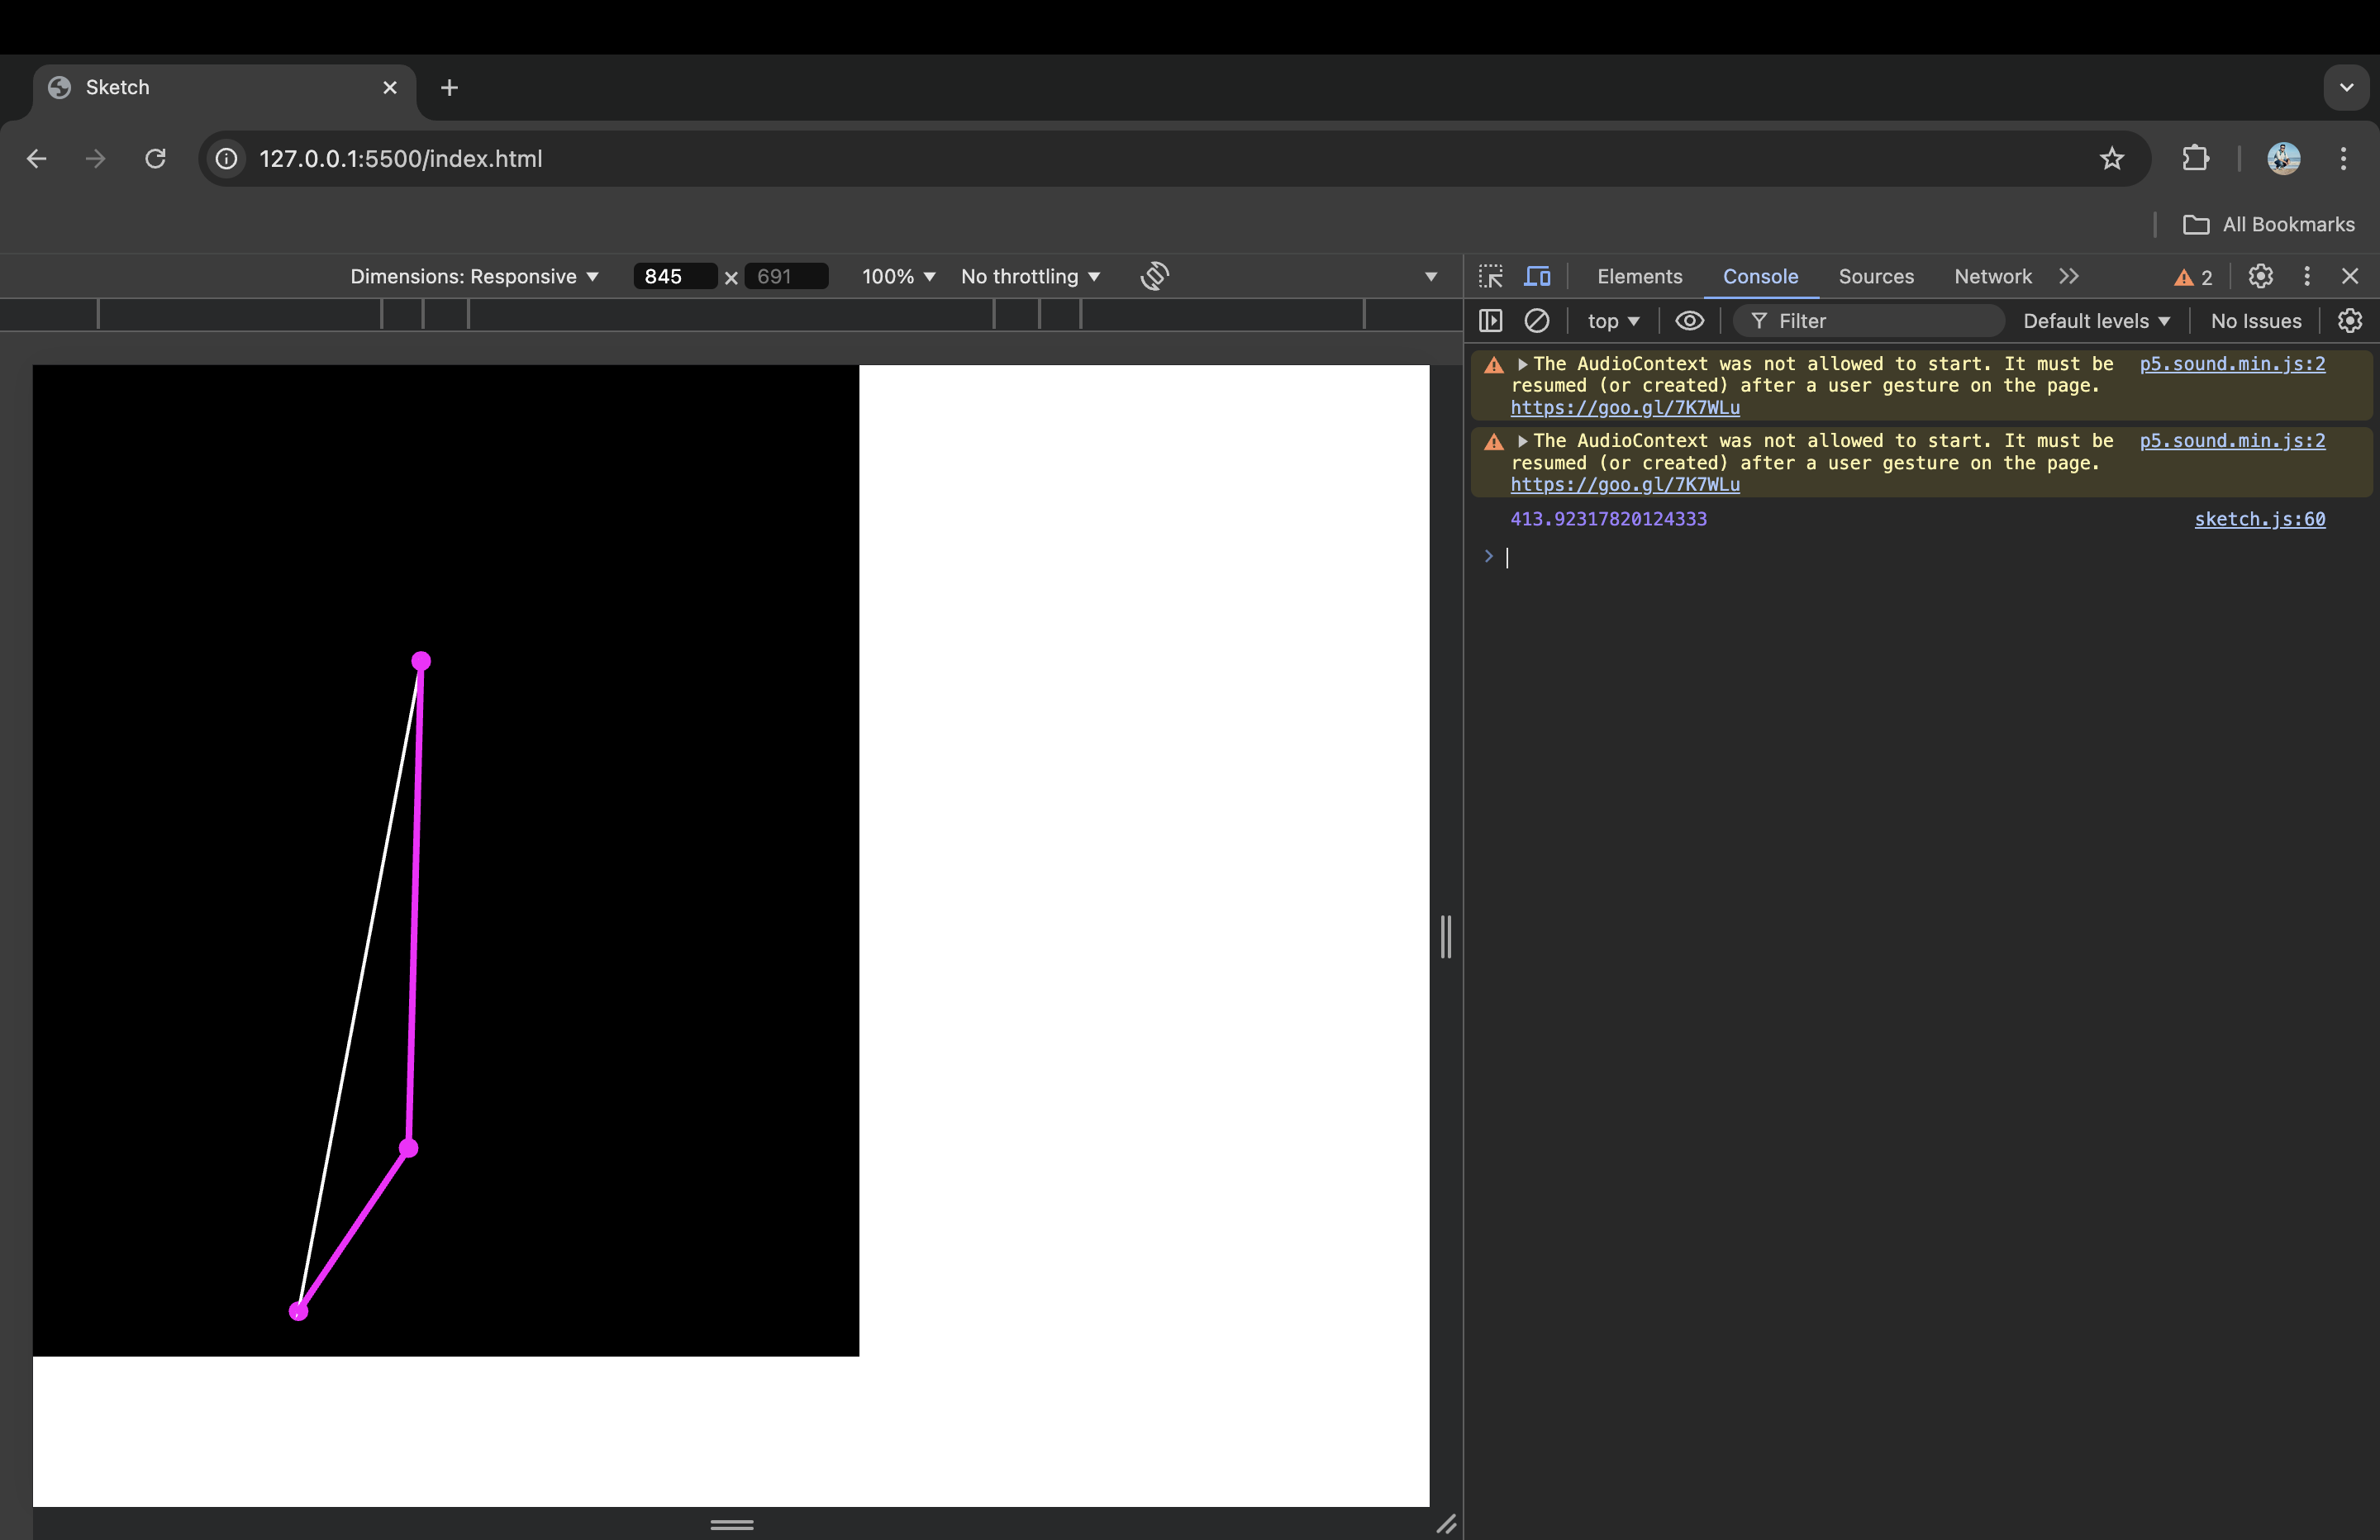 Sketch
127.0.0.1:5500/index.html
All Bookmarks
Dimensions: Responsive 845 × 691 100% No throttling
Elements Console Sources Network 2
top Filter Default levels No Issues
The AudioContext was not allowed to start. It must be p5.sound.min.js:2
resumed (or created) after a user gesture on the page.
https://goo.gl/7K7WLu
The AudioContext was not allowed to start. It must be p5.sound.min.js:2
resumed (or created) after a user gesture on the page.
https://goo.gl/7K7WLu
413.92317820124333 sketch.js:60